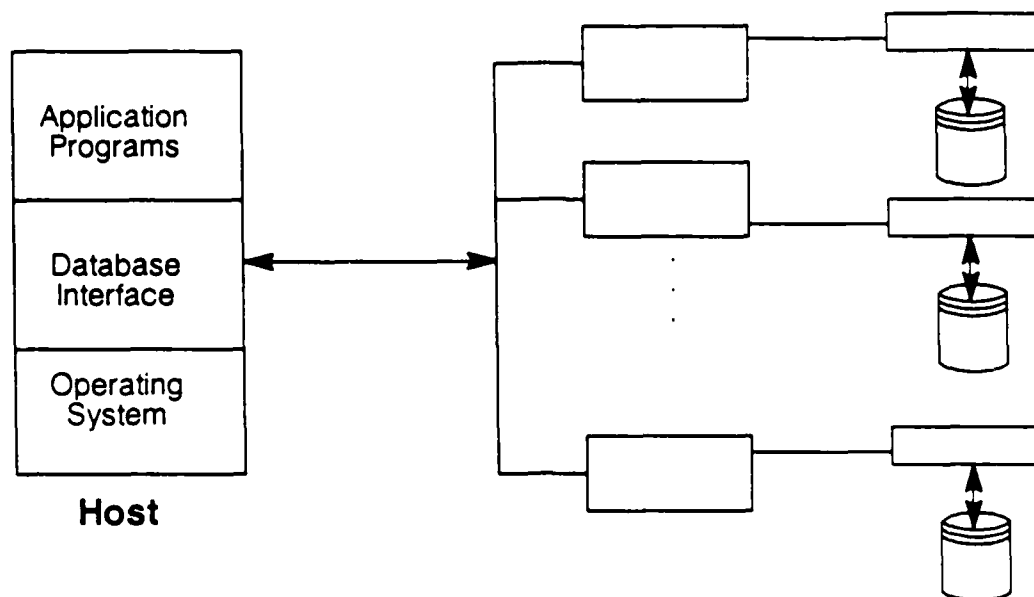 Application
Programs
Database
Interface
Operating
System
Host